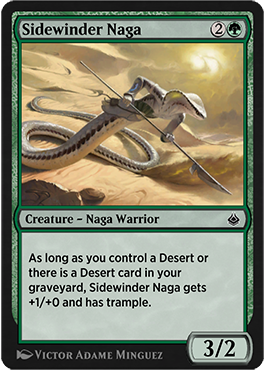 Sidewinder Naga 2
Creature – Naga Warrior
As long as you control a Desert or
there is a Desert card in your
graveyard, Sidewinder Naga gets
+1/+0 and has trample.
Victor Adame Minguez
3/2